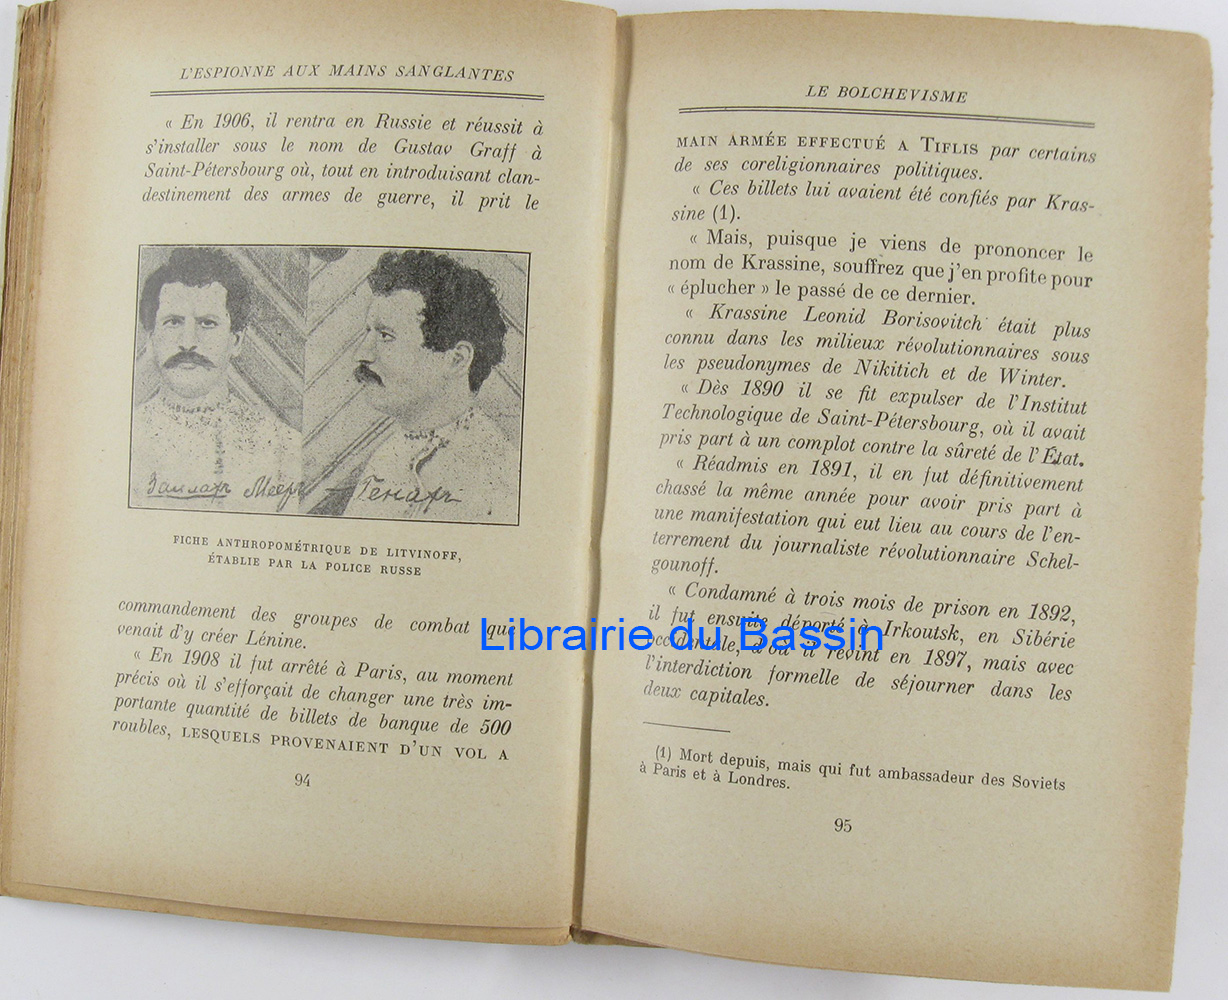 L'ESPIONNE AUX MAINS SANGLANTES
« En 1906, il rentra en Russie et réussit à
s'installer sous le nom de Gustav Graff à
Saint-Pétersbourg où, tout en introduisant clan-
destinement des armes de guerre, il prit le
Валлахъ Мееръ — Генахъ
FICHE ANTHROPOMÉTRIQUE DE LITVINOFF,
ÉTABLIE PAR LA POLICE RUSSE
commandement des groupes de combat que
venait d'y créer Lénine.
« En 1908 il fut arrêté à Paris, au moment
précis où il s'efforçait de changer une très im-
portante quantité de billets de banque de 500
roubles, LESQUELS PROVENAIENT D'UN VOL A
94
LE BOLCHEVISME
MAIN ARMÉE EFFECTUÉ A TIFLIS par certains
de ses coreligionnaires politiques.
« Ces billets lui avaient été confiés par Kras-
sine (1).
« Mais, puisque je viens de prononcer le
nom de Krassine, souffrez que j'en profite pour
« éplucher » le passé de ce dernier.
« Krassine Leonid Borisovitch était plus
connu dans les milieux révolutionnaires sous
les pseudonymes de Nikitich et de Winter.
« Dès 1890 il se fit expulser de l'Institut
Technologique de Saint-Pétersbourg, où il avait
pris part à un complot contre la sûreté de l'État.
« Réadmis en 1891, il en fut définitivement
chassé la même année pour avoir pris part à
une manifestation qui eut lieu au cours de l'en-
terrement du journaliste révolutionnaire Schel-
gounoff.
« Condamné à trois mois de prison en 1892,
il fut ensuite déporté à Irkoutsk, en Sibérie
occidentale, d'où il revint en 1897, mais avec
l'interdiction formelle de séjourner dans les
deux capitales.
(1) Mort depuis, mais qui fut ambassadeur des Soviets
à Paris et à Londres.
95
Librairie du Bassin